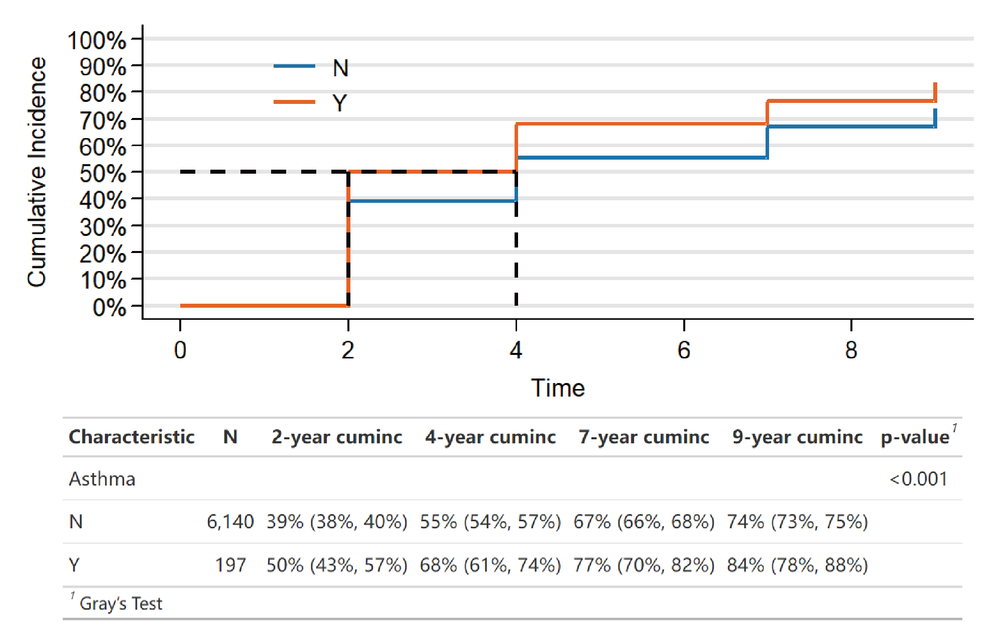 100%
90%
80%
70%
60%
50%
40%
30%
20%
10%
0%
Cumulative Incidence
N
Y
0 2 4 6 8
Time
Characteristic N 2-year cuminc 4-year cuminc 7-year cuminc 9-year cuminc p-value¹
Asthma <0.001
N 6,140 39% (38%, 40%) 55% (54%, 57%) 67% (66%, 68%) 74% (73%, 75%)
Y 197 50% (43%, 57%) 68% (61%, 74%) 77% (70%, 82%) 84% (78%, 88%)
¹ Gray’s Test